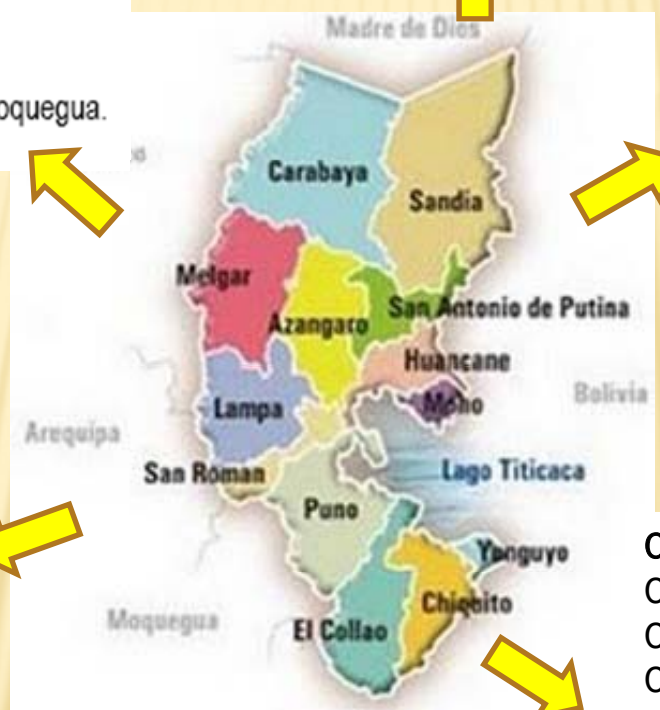 Madre de Dios
oquegua.
Carabaya
Sandia
Melgar
San Antonio de Putina
Azangaro
Huancane
Bolivia
Lampa
Moho
Arequipa
San Roman
Lago Titicaca
Puno
Yunguyo
Chicbito
Moquegua
El Collao